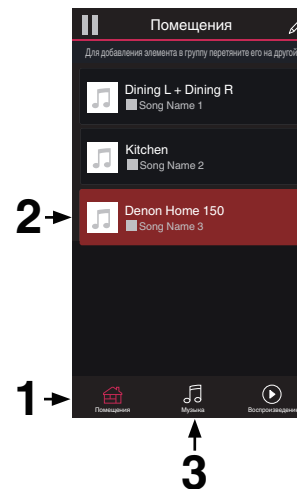 Помещения
Для добавления элемента в группу перетяните его на другой
Dining L + Dining R
Song Name 1
Kitchen
Song Name 2
2
Denon Home 150
Song Name 3
1
Помещения
Музыка
Воспроизведение
3